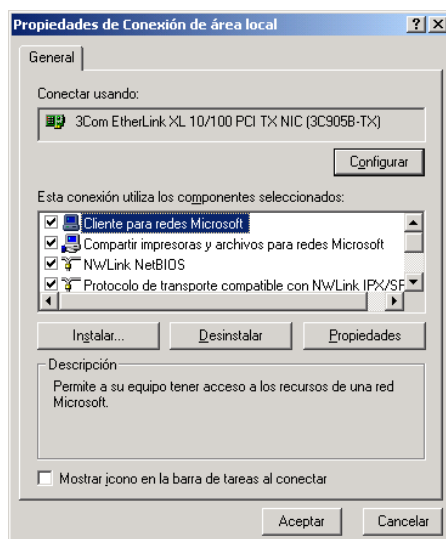 Propiedades de Conexión de área local
General
Conectar usando:
3Com EtherLink XL 10/100 PCI TX NIC (3C905B-TX)
Configurar
Esta conexión utiliza los componentes seleccionados:
Cliente para redes Microsoft
Compartir impresoras y archivos para redes Microsoft
NWLink NetBIOS
Protocolo de transporte compatible con NWLink IPX/SP
Instalar... Desinstalar Propiedades
Descripción
Permite a su equipo tener acceso a los recursos de una red
Microsoft.
Mostrar icono en la barra de tareas al conectar
Aceptar Cancelar